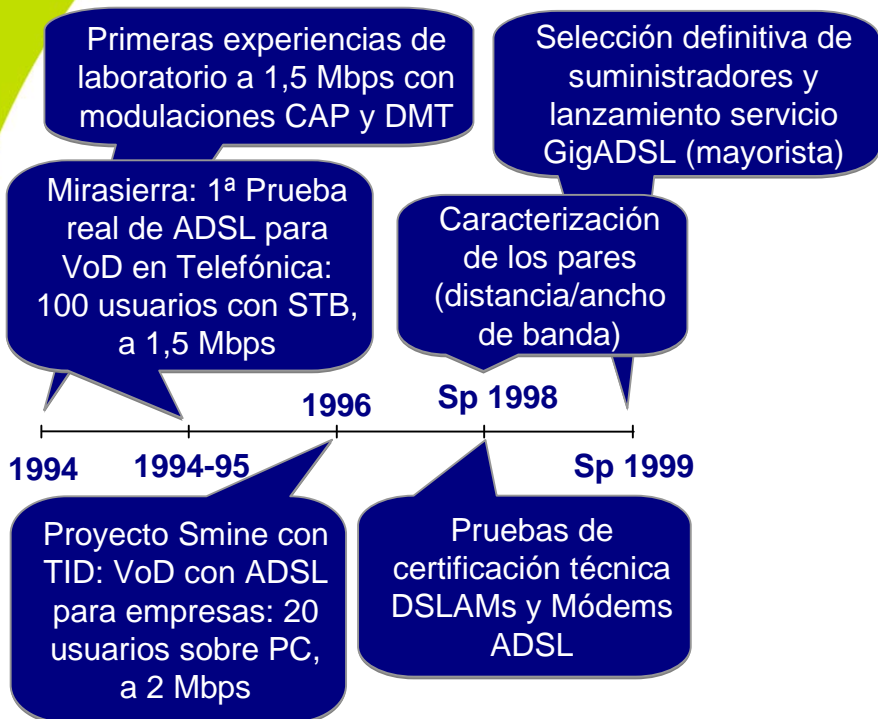 Primeras experiencias de
laboratorio a 1,5 Mbps con
modulaciones CAP y DMT
Selección definitiva de
suministradores y
lanzamiento servicio
GigADSL (mayorista)
Mirasierra: 1ª Prueba
real de ADSL para
VoD en Telefónica:
100 usuarios con STB,
a 1,5 Mbps
Caracterización
de los pares
(distancia/ancho
de banda)
1996
Sp 1998
1994
1994-95
Sp 1999
Proyecto Smine con
TID: VoD con ADSL
para empresas: 20
usuarios sobre PC,
a 2 Mbps
Pruebas de
certificación técnica
DSLAMs y Módems
ADSL